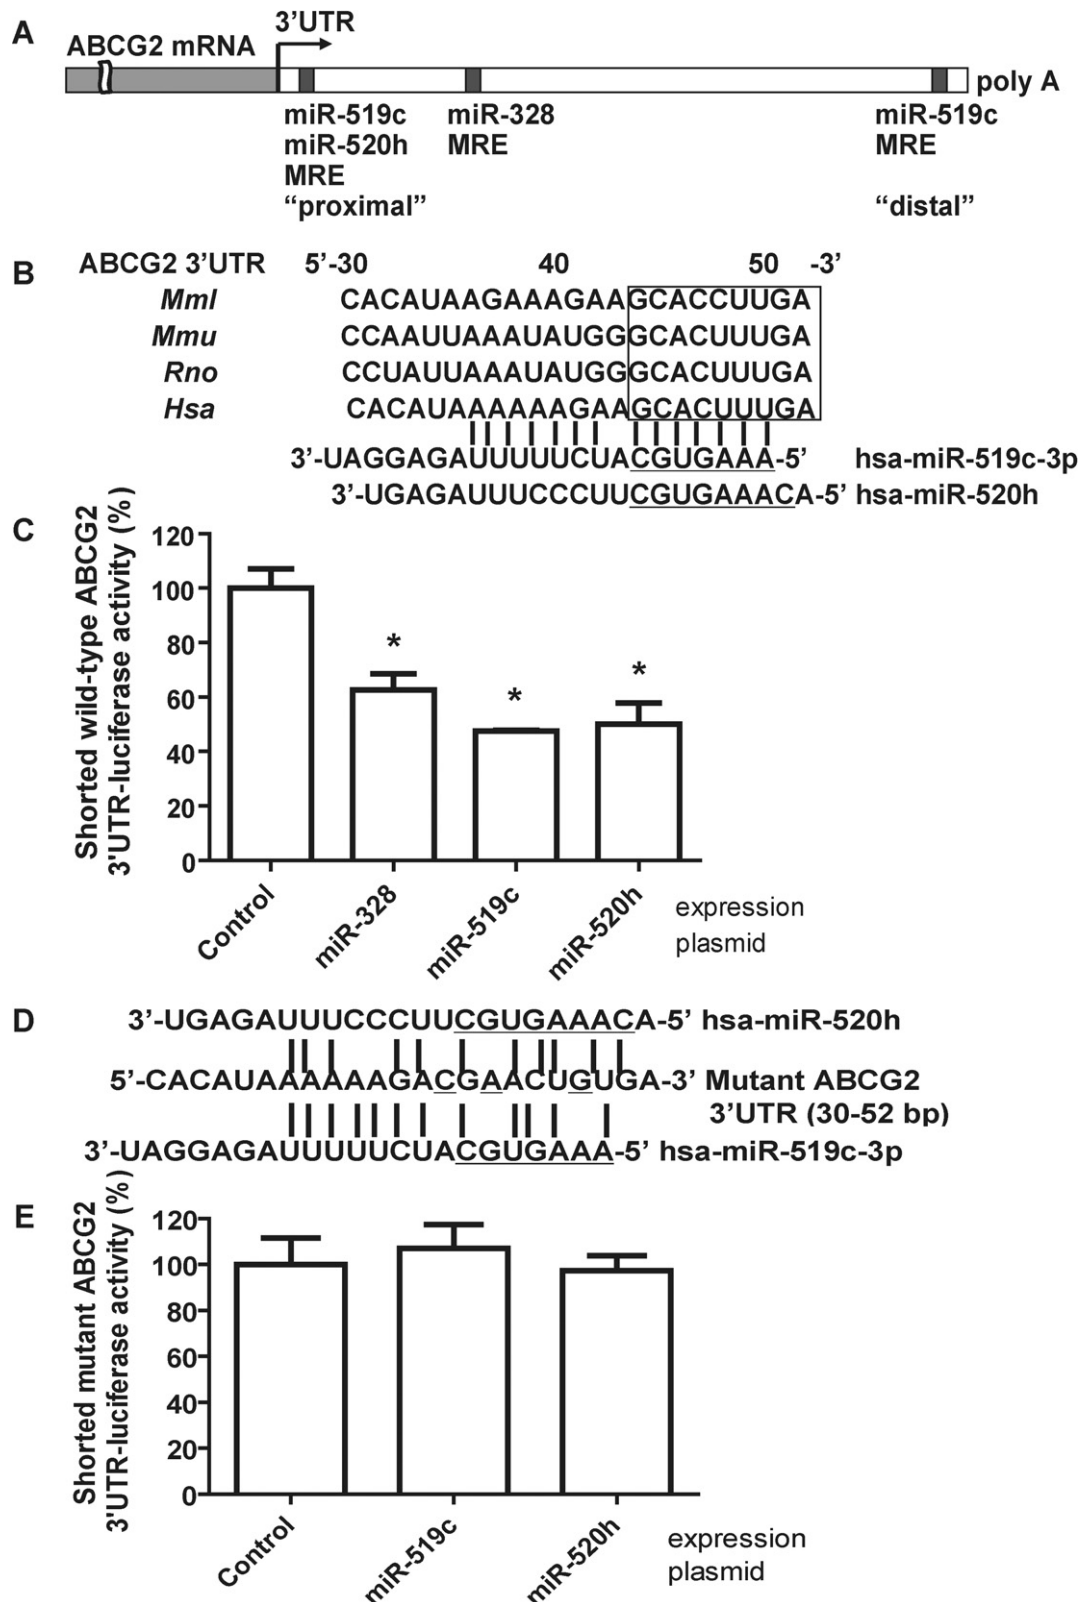 A
3’UTR
ABCG2 mRNA
poly A
miR-519c miR-328 miR-519c
miR-520h MRE MRE
MRE
“proximal” “distal”
B
ABCG2 3’UTR 5’-30 40 50 -3’
Mml CACAUAAGAAAGAAGCACCUUGA
Mmu CCAAUUAAAUAUGGGCACUUUGA
Rno CCUAUUAAAUAUGGGCACUUUGA
Hsa CACAUAAAAAAGAAGCACUUUGA
3’-UAGGAGAUUUUUCUACGUGAAA-5’ hsa-miR-519c-3p
3’-UGAGAUUUCCCUUCGUGAAACA-5’ hsa-miR-520h
C
Shorted wild-type ABCG2
3'UTR-luciferase activity (%)
120
100
80
60
40
20
0
* * *
Control miR-328 miR-519c miR-520h
expression
plasmid
D
3’-UGAGAUUUCCCUUCGUGAAACA-5’ hsa-miR-520h
5’-CACAUAAAAAAGACGAACUGUGA-3’ Mutant ABCG2
3’UTR (30-52 bp)
3’-UAGGAGAUUUUUCUACGUGAAA-5’ hsa-miR-519c-3p
E
Shorted mutant ABCG2
3'UTR-luciferase activity (%)
120
100
80
60
40
20
0
Control miR-519c miR-520h
expression
plasmid